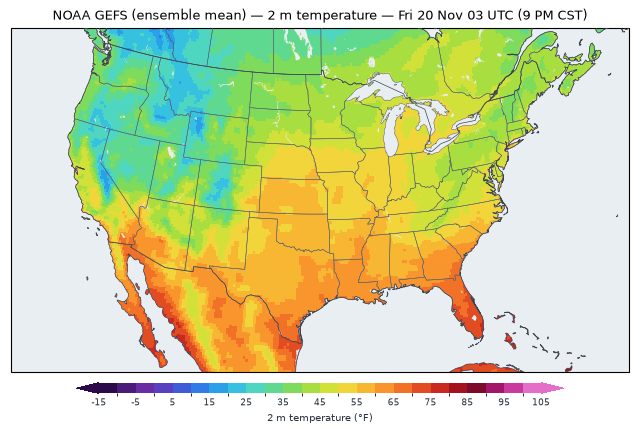 NOAA GEFS (ensemble mean) — 2 m temperature — Fri 20 Nov 03 UTC (9 PM CST)
-15 -5 5 15 25 35 45 55 65 75 85 95 105
2 m temperature (°F)